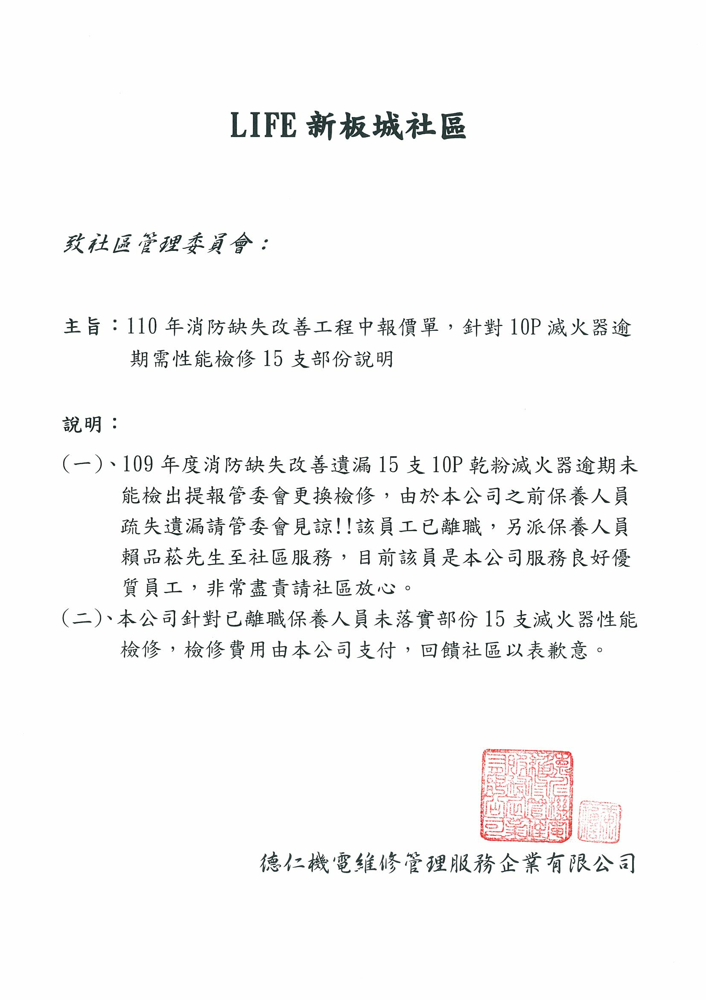 LIFE 新板城社區
致社區管理委員會：
主旨：110 年消防缺失改善工程中報價單，針對 10P 滅火器逾
期需性能檢修 15 支部份說明
說明：
(一)、109 年度消防缺失改善遺漏 15 支 10P 乾粉滅火器逾期未
能檢出提報管委會更換檢修，由於本公司之前保養人員
疏失遺漏請管委會見諒!!該員工已離職，另派保養人員
賴品菘先生至社區服務，目前該員是本公司服務良好優
質員工，非常盡責請社區放心。
(二)、本公司針對已離職保養人員未落實部份 15 支滅火器性能
檢修，檢修費用由本公司支付，回饋社區以表歉意。
德仁機電維修管理服務企業有限公司